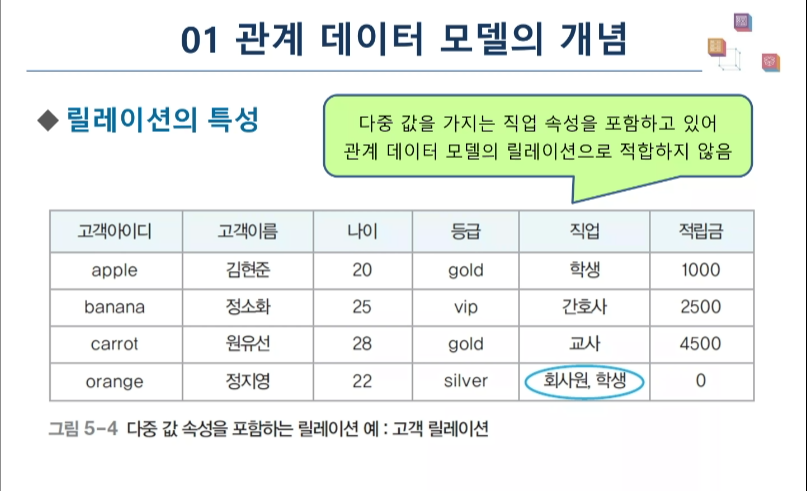 01 관계 데이터 모델의 개념
◆ 릴레이션의 특성
다중 값을 가지는 직업 속성을 포함하고 있어
관계 데이터 모델의 릴레이션으로 적합하지 않음
고객아이디 고객이름 나이 등급 직업 적립금
apple 김현준 20 gold 학생 1000
banana 정소화 25 vip 간호사 2500
carrot 원유선 28 gold 교사 4500
orange 정지영 22 silver 회사원, 학생 0
그림 5-4 다중 값 속성을 포함하는 릴레이션 예 : 고객 릴레이션